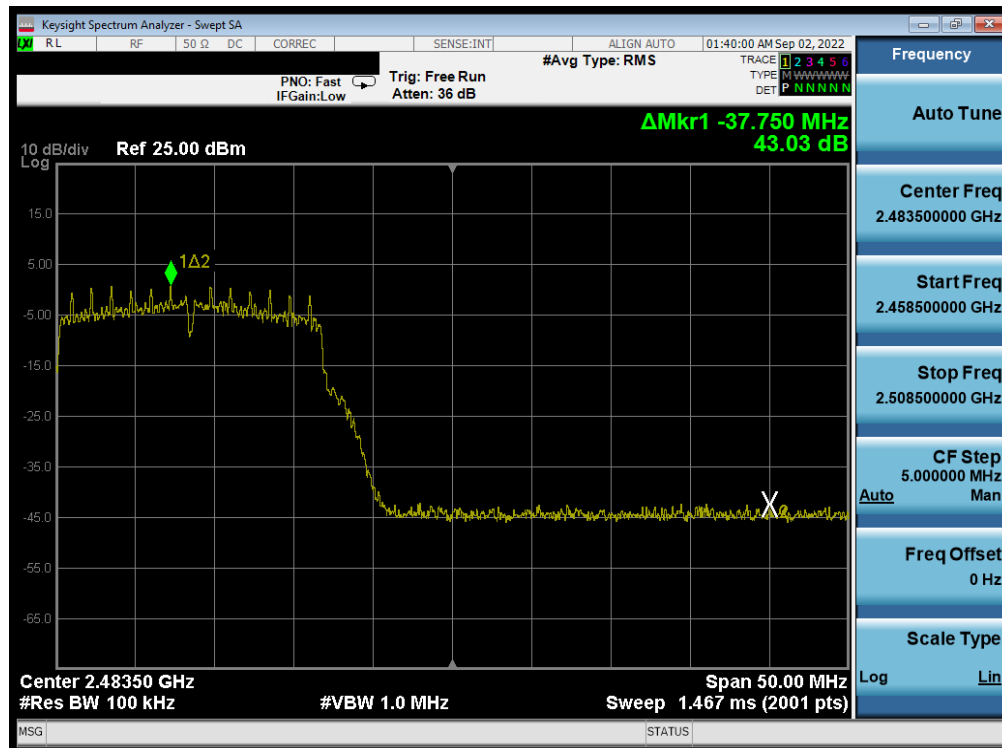 Keysight Spectrum Analyzer - Swept SA
LXI RL RF 50 Ω DC CORREC SENSE:INT ALIGN AUTO 01:40:00 AM Sep 02, 2022
#Avg Type: RMS
TRACE 1 2 3 4 5 6
TYPE M WWWWW
DET P N N N N N
PNO: Fast
IFGain:Low
Trig: Free Run
Atten: 36 dB
ΔMkr1 -37.750 MHz
43.03 dB
10 dB/div Ref 25.00 dBm
Log
15.0
5.00
-5.00
-15.0
-25.0
-35.0
-45.0
-55.0
-65.0
1Δ2
X2
Center 2.48350 GHz
#Res BW 100 kHz
#VBW 1.0 MHz
Span 50.00 MHz
Sweep 1.467 ms (2001 pts)
MSG STATUS
Frequency
Auto Tune
Center Freq
2.483500000 GHz
Start Freq
2.458500000 GHz
Stop Freq
2.508500000 GHz
CF Step
5.000000 MHz
Auto Man
Freq Offset
0 Hz
Scale Type
Log Lin